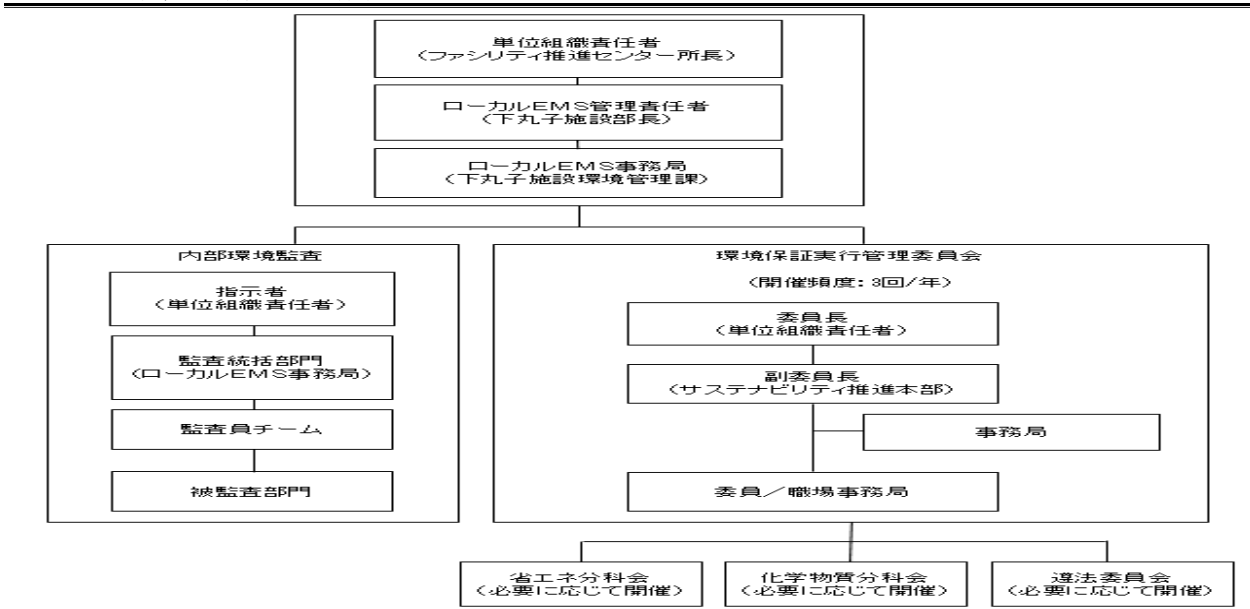 単位組織責任者
（ファシリティ推進センター所長）
ローカルEMS管理責任者
（下丸子施設部長）
ローカルEMS事務局
（下丸子施設環境管理課）
内部環境監査
指示者
（単位組織責任者）
監査統括部門
（ローカルEMS事務局）
監査員チーム
被監査部門
環境保証実行管理委員会
（開催頻度：3回/年）
委員長
（単位組織責任者）
副委員長
（サステナビリティ推進本部）
事務局
委員／職場事務局
省エネ分科会
（必要に応じて開催）
化学物質分科会
（必要に応じて開催）
遵法委員会
（必要に応じて開催）